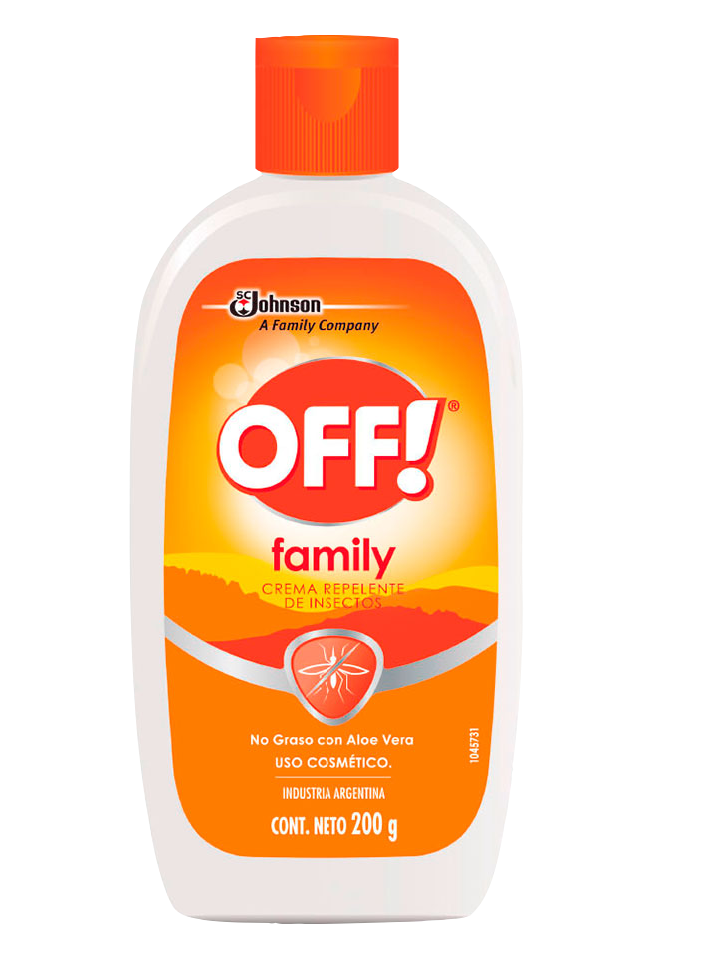 SC Johnson
A Family Company
OFF!®
family
CREMA REPELENTE
DE INSECTOS
No Graso con Aloe Vera
USO COSMÉTICO.
INDUSTRIA ARGENTINA
CONT. NETO 200 g
1045731